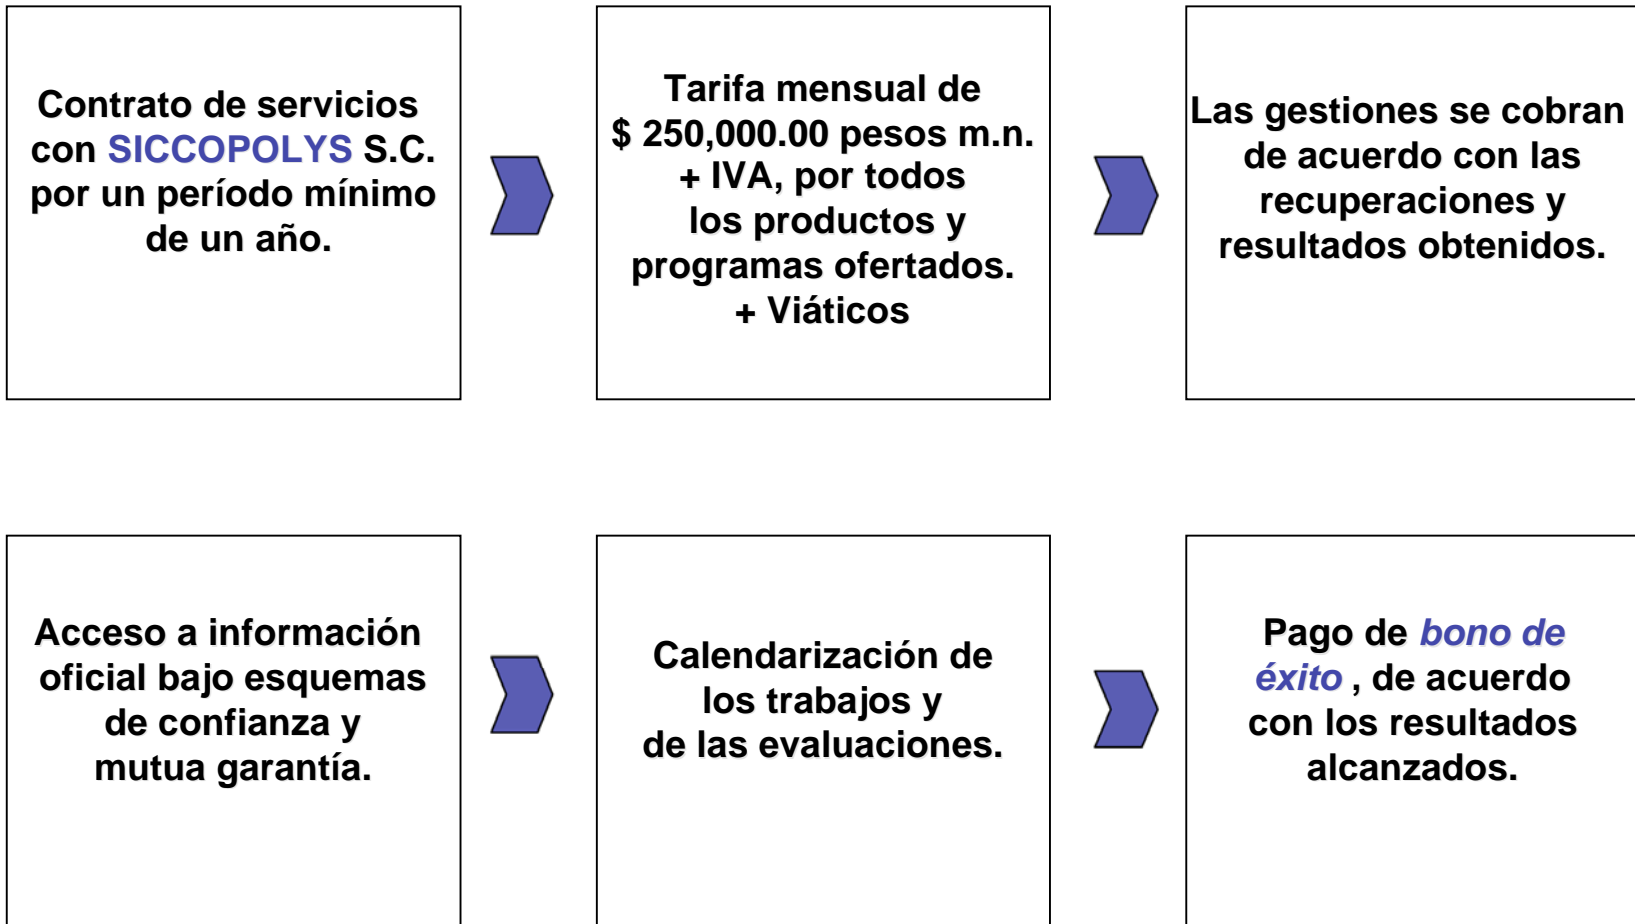 Contrato de servicios
con SICCOPOLYS S.C.
por un período mínimo
de un año.
Tarifa mensual de
$ 250,000.00 pesos m.n.
+ IVA, por todos
los productos y
programas ofertados.
+ Viáticos
Las gestiones se cobran
de acuerdo con las
recuperaciones y
resultados obtenidos.
Acceso a información
oficial bajo esquemas
de confianza y
mutua garantía.
Calendarización de
los trabajos y
de las evaluaciones.
Pago de bono de
éxito , de acuerdo
con los resultados
alcanzados.